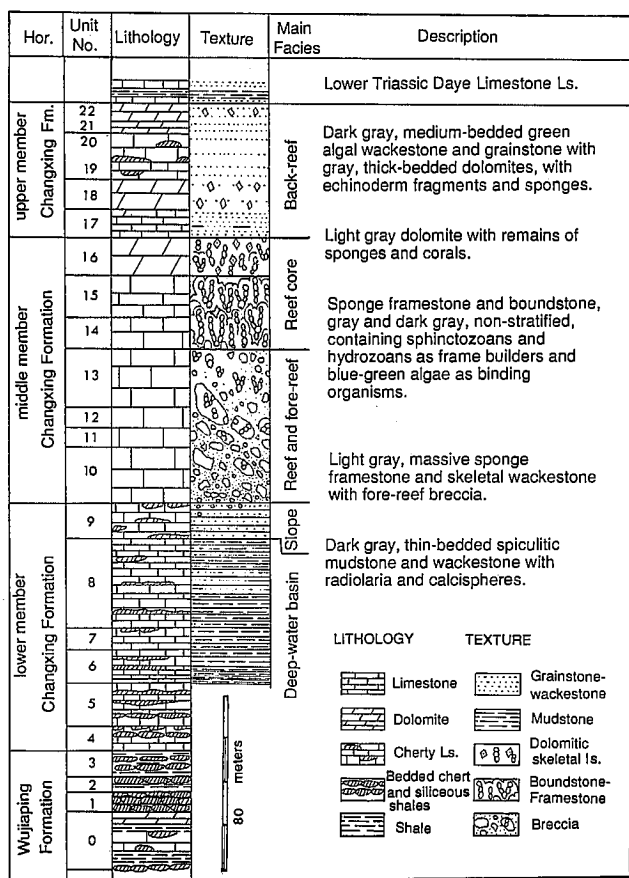 Hor.
Unit No.
Lithology
Texture
Main Facies
Description
Lower Triassic Daye Limestone Ls.
upper member
Changxing Fm.
22
21
20
19
18
17
Back-reef
Dark gray, medium-bedded green
algal wackestone and grainstone with
gray, thick-bedded dolomites, with
echinoderm fragments and sponges.
middle member
Changxing Formation
16
15
14
Reef core
Light gray dolomite with remains of
sponges and corals.
Sponge framestone and boundstone,
gray and dark gray, non-stratified,
containing sphinctozoans and
hydrozoans as frame builders and
blue-green algae as binding
organisms.
13
12
11
10
Reef and fore-reef
Light gray, massive sponge
framestone and skeletal wackestone
with fore-reef breccia.
lower member
Changxing Formation
9
Slope
8
7
6
5
4
Deep-water basin
Dark gray, thin-bedded spiculitic
mudstone and wackestone with
radiolaria and calcispheres.
Wujiaping
Formation
3
2
1
0
80 meters
LITHOLOGY
Limestone
Dolomite
Cherty Ls.
Bedded chert
and siliceous
shales
Shale
TEXTURE
Grainstone-
wackestone
Mudstone
Dolomitic
skeletal ls.
Boundstone-
Framestone
Breccia